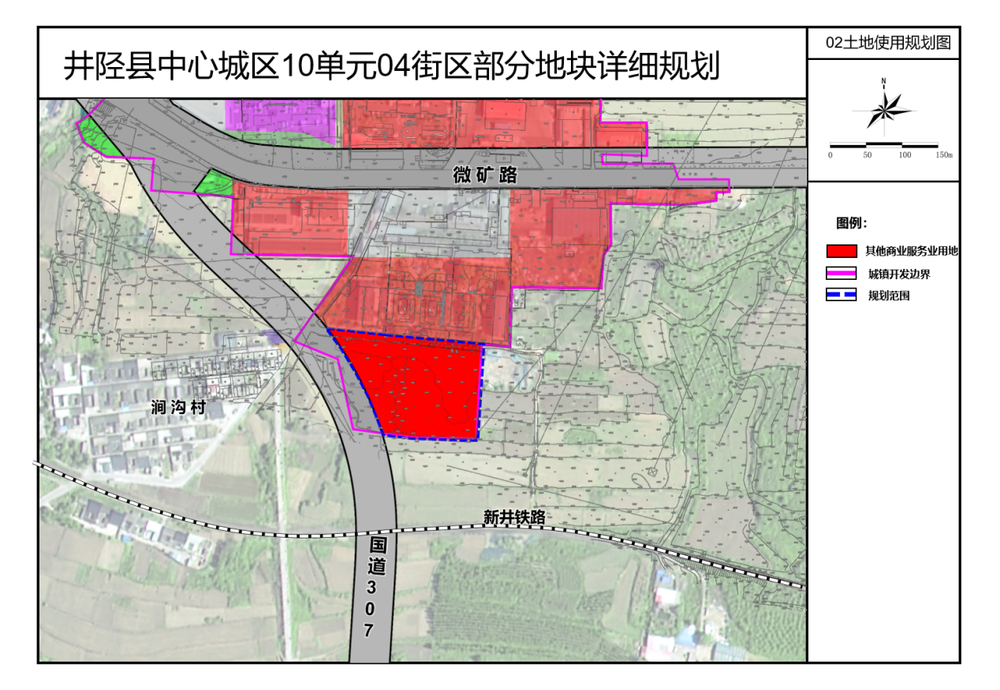 井陉县中心城区10单元04街区部分地块详细规划
02土地使用规划图
N
0 50 100 150m
图例：
其他商业服务业用地
城镇开发边界
规划范围
微矿路
涧沟村
新井铁路
国道307